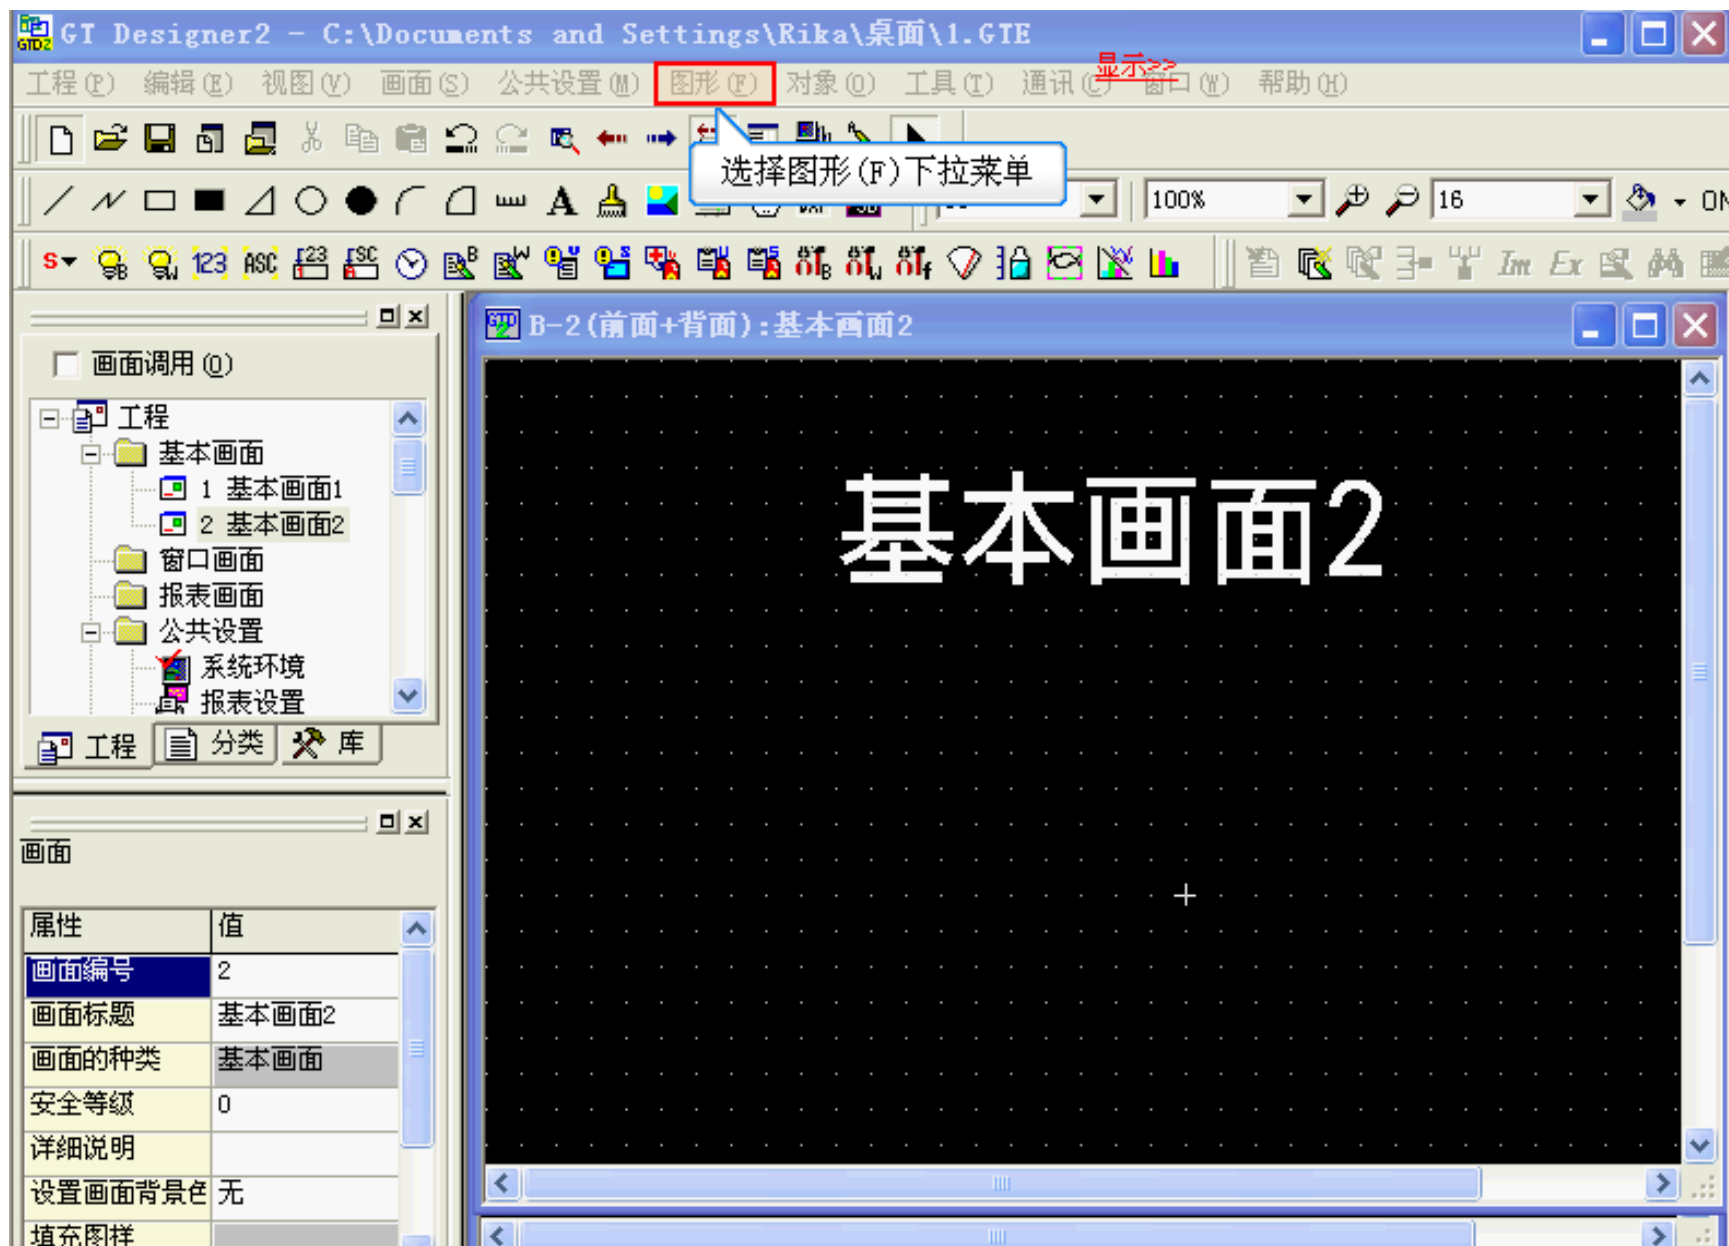 GT Designer2 - C:\Documents and Settings\Rika\桌面\1.GTE
工程(P) 编辑(E) 视图(V) 画面(S) 公共设置(M) 图形(F) 对象(O) 工具(T) 通讯(C) 窗口(W) 帮助(H)
显示>>
选择图形(F)下拉菜单
100%
16
B-2(前面+背面):基本画面2
画面调用(O)
工程
基本画面
1 基本画面1
2 基本画面2
窗口画面
报表画面
公共设置
系统环境
报表设置
工程 分类 库
基本画面2
画面
属性 值
画面编号 2
画面标题 基本画面2
画面的种类 基本画面
安全等级 0
详细说明
设置画面背景色 无
填充图样